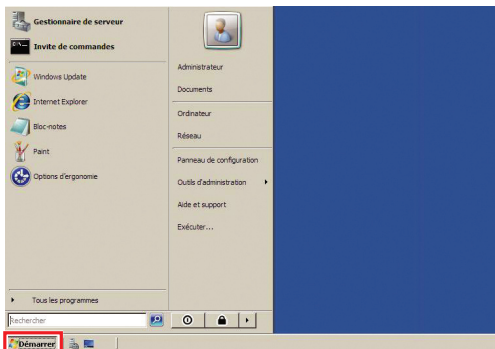 Gestionnaire de serveur
Invite de commandes
Windows Update
Internet Explorer
Bloc-notes
Paint
Options d'ergonomie
Tous les programmes
Rechercher
Administrateur
Documents
Ordinateur
Réseau
Panneau de configuration
Outils d'administration
Aide et support
Exécuter...
Démarrer